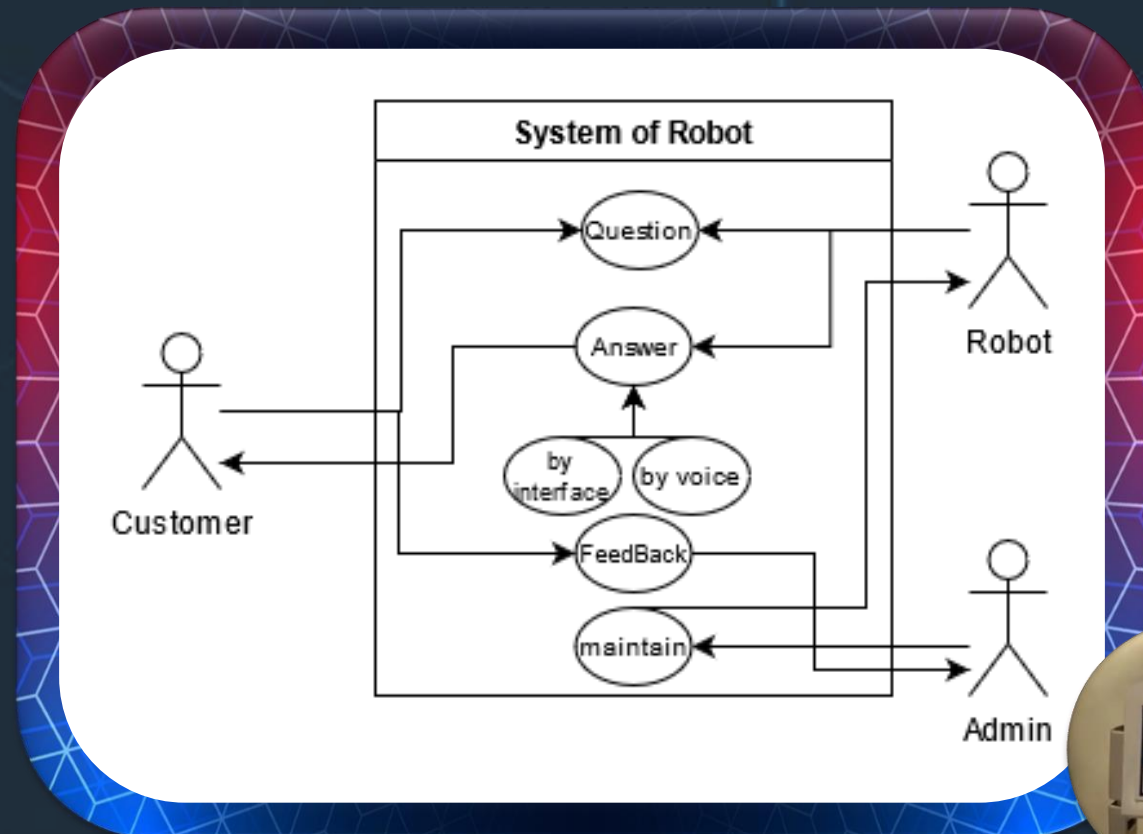 System of Robot
Question
Robot
Answer
by
interface
by voice
Customer
FeedBack
maintain
Admin